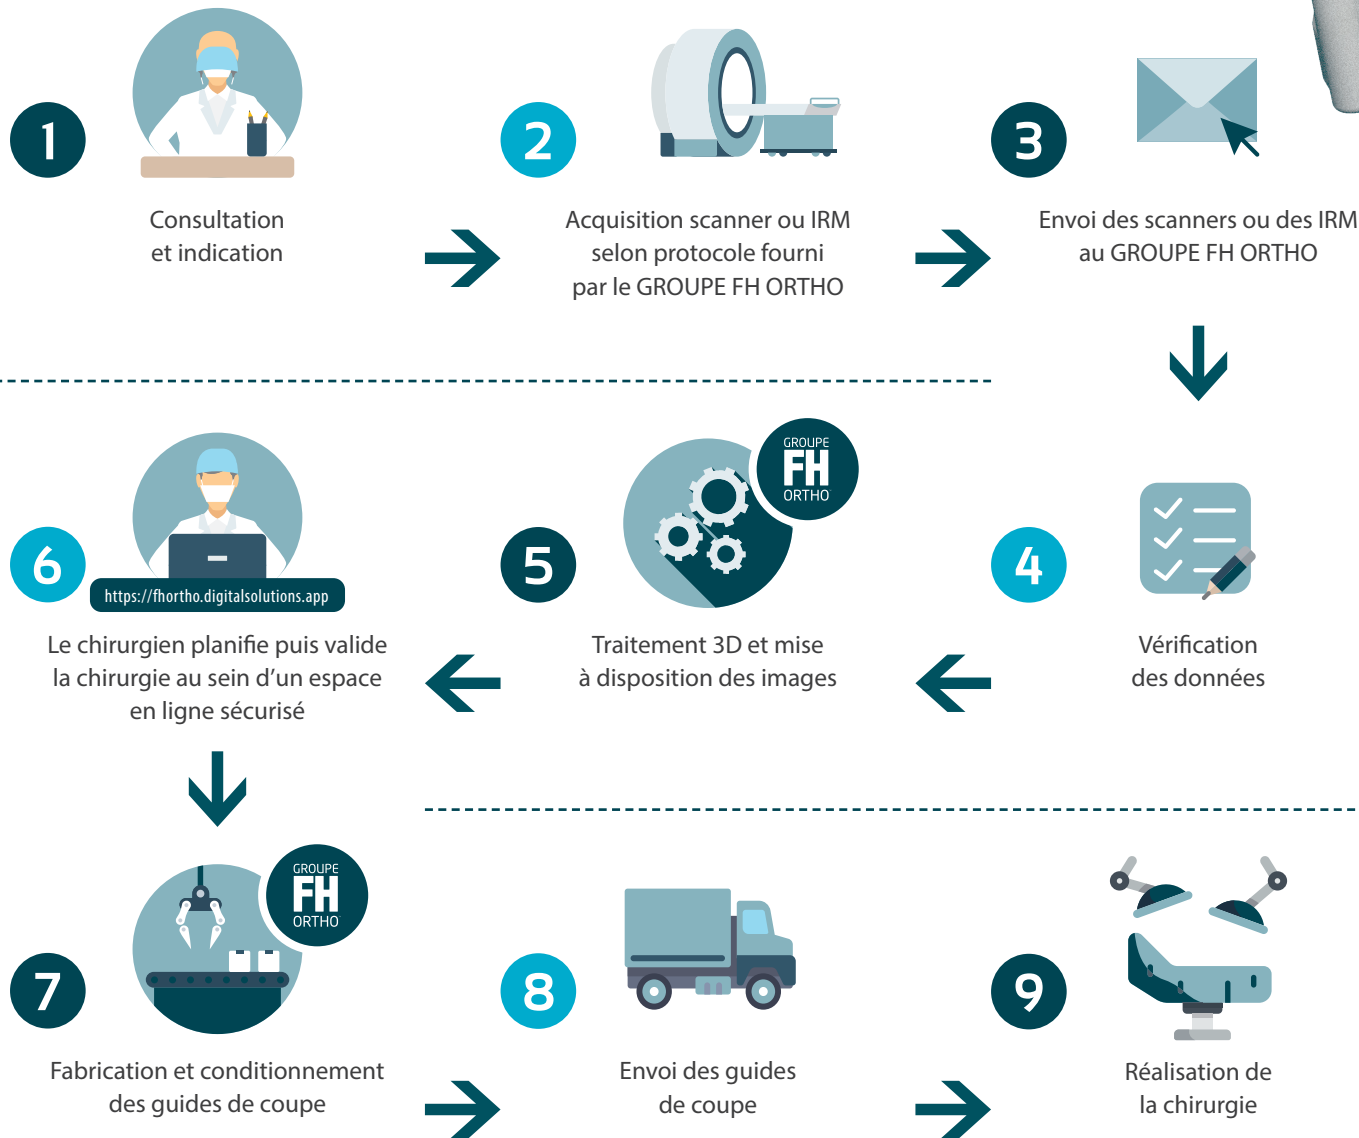 1
Consultation
et indication
2
Acquisition scanner ou IRM
selon protocole fourni
par le GROUPE FH ORTHO
3
Envoi des scanners ou des IRM
au GROUPE FH ORTHO
4
Vérification
des données
GROUPE
FH
ORTHO
5
Traitement 3D et mise
à disposition des images
6
https://fhortho.digitalsolutions.app
Le chirurgien planifie puis valide
la chirurgie au sein d’un espace
en ligne sécurisé
GROUPE
FH
ORTHO
7
Fabrication et conditionnement
des guides de coupe
8
Envoi des guides
de coupe
9
Réalisation de
la chirurgie